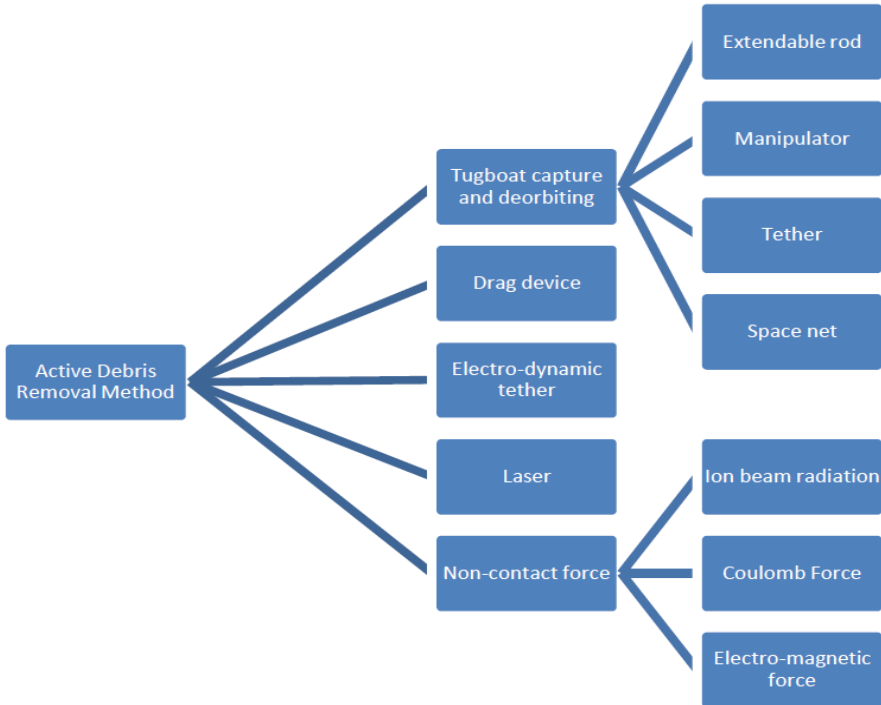 Active Debris
Removal Method
Tugboat capture
and deorbiting
Drag device
Electro-dynamic
tether
Laser
Non-contact force
Extendable rod
Manipulator
Tether
Space net
Ion beam radiation
Coulomb Force
Electro-magnetic
force